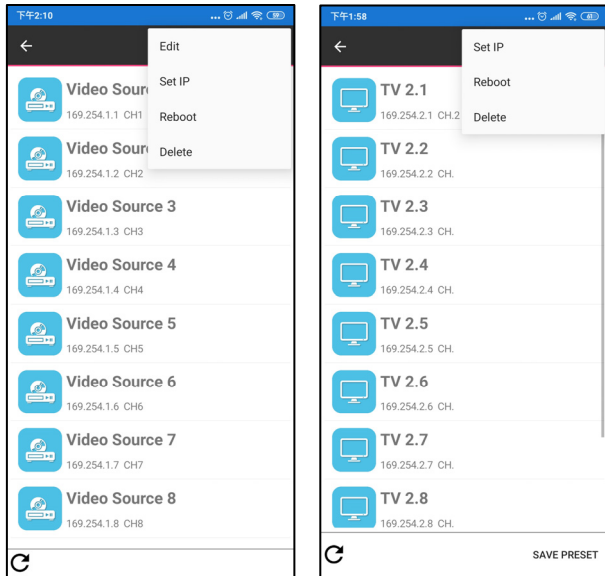 下午2:10
59
Edit
Set IP
Reboot
Delete
Video Sour
169.254.1.1 CH1
Video Sour
169.254.1.2 CH2
Video Source 3
169.254.1.3 CH3
Video Source 4
169.254.1.4 CH4
Video Source 5
169.254.1.5 CH5
Video Source 6
169.254.1.6 CH6
Video Source 7
169.254.1.7 CH7
Video Source 8
169.254.1.8 CH8
下午1:58
Set IP
Reboot
Delete
TV 2.1
169.254.2.1 CH.2
TV 2.2
169.254.2.2 CH.
TV 2.3
169.254.2.3 CH.
TV 2.4
169.254.2.4 CH.
TV 2.5
169.254.2.5 CH.
TV 2.6
169.254.2.6 CH.
TV 2.7
169.254.2.7 CH.
TV 2.8
169.254.2.8 CH.
SAVE PRESET